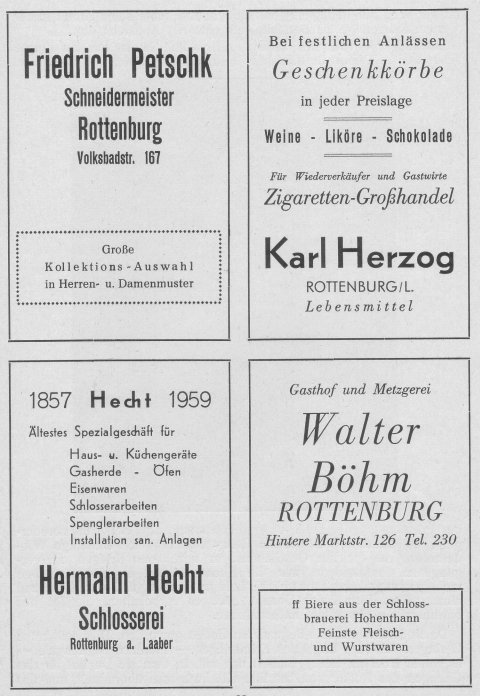 Friedrich Petschk
Schneidermeister
Rottenburg
Volksbadstr. 167
Große
Kollektions-Auswahl
in Herren- u. Damenmuster
Bei festlichen Anlässen
Geschenkkörbe
in jeder Preislage
Weine - Liköre - Schokolade
Für Wiederverkäufer und Gastwirte
Zigaretten-Großhandel
Karl Herzog
ROTTENBURG/L.
Lebensmittel
1857 Hecht 1959
Ältestes Spezialgeschäft für
Haus- u. Küchengeräte
Gasherde - Öfen
Eisenwaren
Schlosserarbeiten
Spenglerarbeiten
Installation san. Anlagen
Hermann Hecht
Schlosserei
Rottenburg a. Laaber
Gasthof und Metzgerei
Walter
Böhm
ROTTENBURG
Hintere Marktstr. 126 Tel. 230
ff Biere aus der Schloss-
brauerei Hohenthann
Feinste Fleisch-
und Wurstwaren